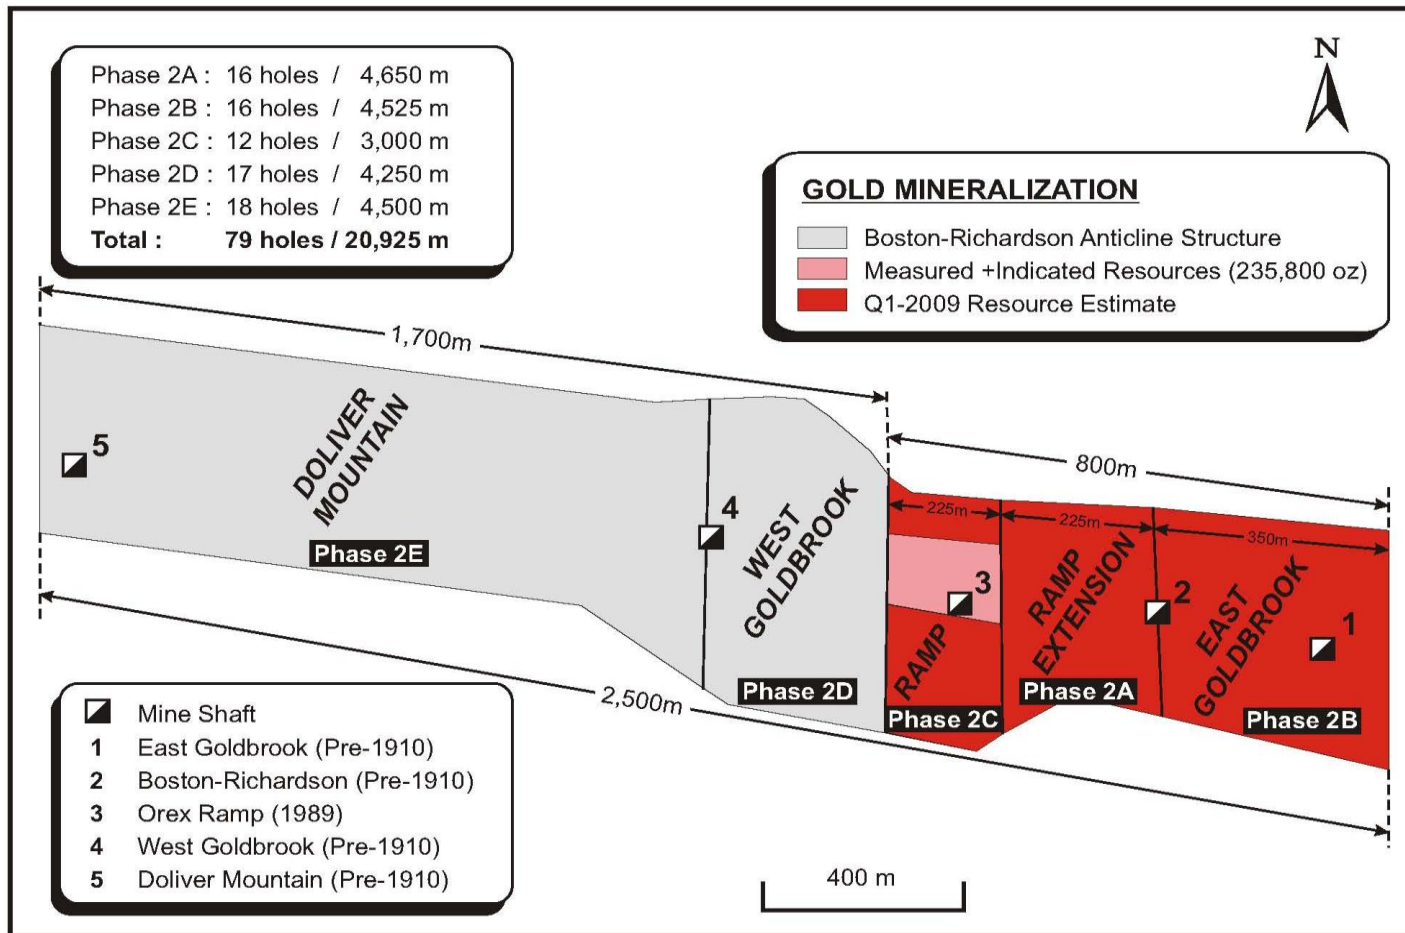 Phase 2A : 16 holes / 4,650 m
Phase 2B : 16 holes / 4,525 m
Phase 2C : 12 holes / 3,000 m
Phase 2D : 17 holes / 4,250 m
Phase 2E : 18 holes / 4,500 m
Total : 79 holes / 20,925 m
N
GOLD MINERALIZATION
Boston-Richardson Anticline Structure
Measured +Indicated Resources (235,800 oz)
Q1-2009 Resource Estimate
1,700m
800m
225m
225m
350m
5
DOLIVER
MOUNTAIN
Phase 2E
4
WEST
GOLDBROOK
Phase 2D
3
RAMP
Phase 2C
RAMP
EXTENSION
Phase 2A
2
EAST
GOLDBROOK
1
Phase 2B
2,500m
Mine Shaft
1 East Goldbrook (Pre-1910)
2 Boston-Richardson (Pre-1910)
3 Orex Ramp (1989)
4 West Goldbrook (Pre-1910)
5 Doliver Mountain (Pre-1910)
400 m